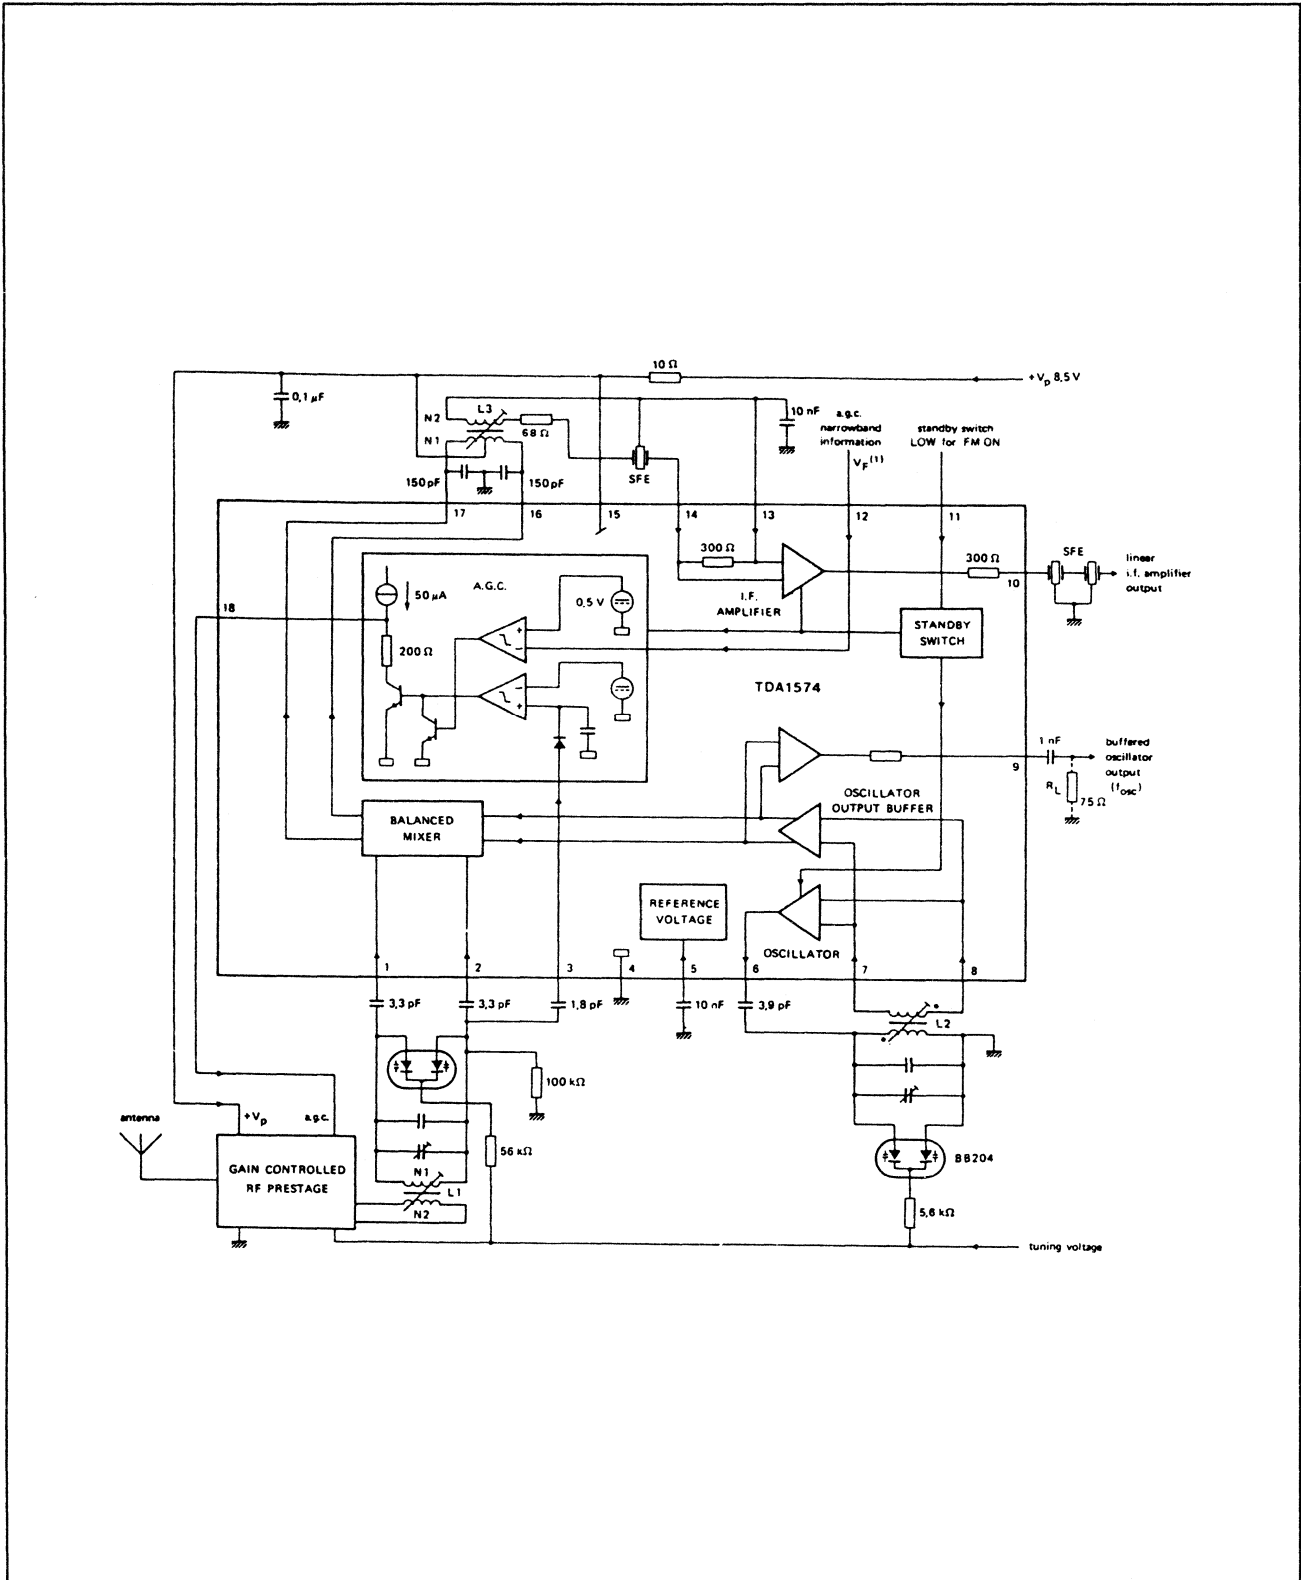 10 Ω
+Vp 8,5 V
0,1 µF
N2
L3
N1
68 Ω
10 nF
a.g.c.
narrowband
information
VF(1)
standby switch
LOW for FM ON
SFE
150 pF
150 pF
17
16
15
14
13
12
11
300 Ω
I.F.
AMPLIFIER
300 Ω
10
SFE
linear
i.f. amplifier
output
18
50 µA
A.G.C.
0,5 V
200 Ω
+
−
−
+
STANDBY
SWITCH
TDA1574
1 nF
9
buffered
oscillator
output
(fosc)
RL
75 Ω
OSCILLATOR
OUTPUT BUFFER
BALANCED
MIXER
REFERENCE
VOLTAGE
OSCILLATOR
1
2
3
4
5
6
7
8
3,3 pF
3,3 pF
1,8 pF
10 nF
3,9 pF
L2
100 kΩ
antenna
+Vp
a.g.c.
56 kΩ
GAIN CONTROLLED
RF PRESTAGE
N1
L1
N2
BB204
5,6 kΩ
tuning voltage